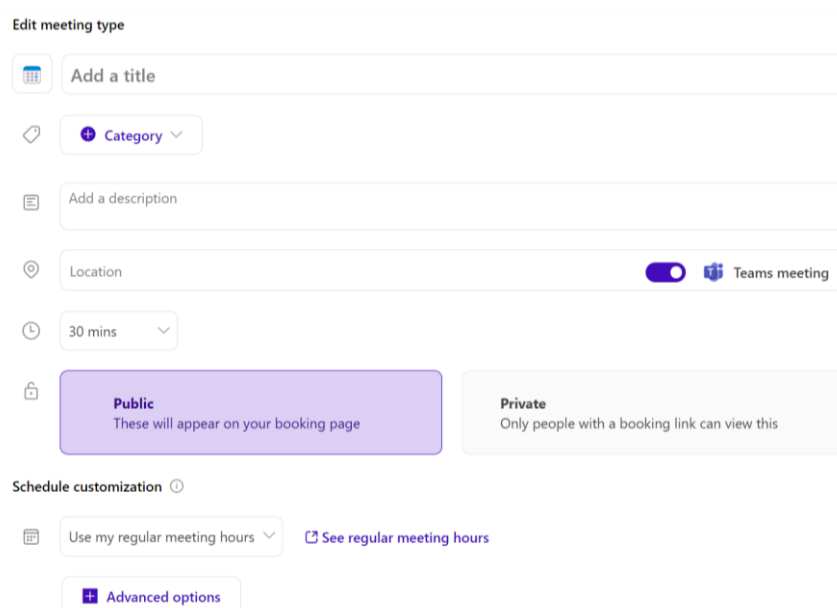 Edit meeting type
Add a title
Category
Add a description
Location
Teams meeting
30 mins
Public
These will appear on your booking page
Private
Only people with a booking link can view this
Schedule customization
Use my regular meeting hours
See regular meeting hours
Advanced options